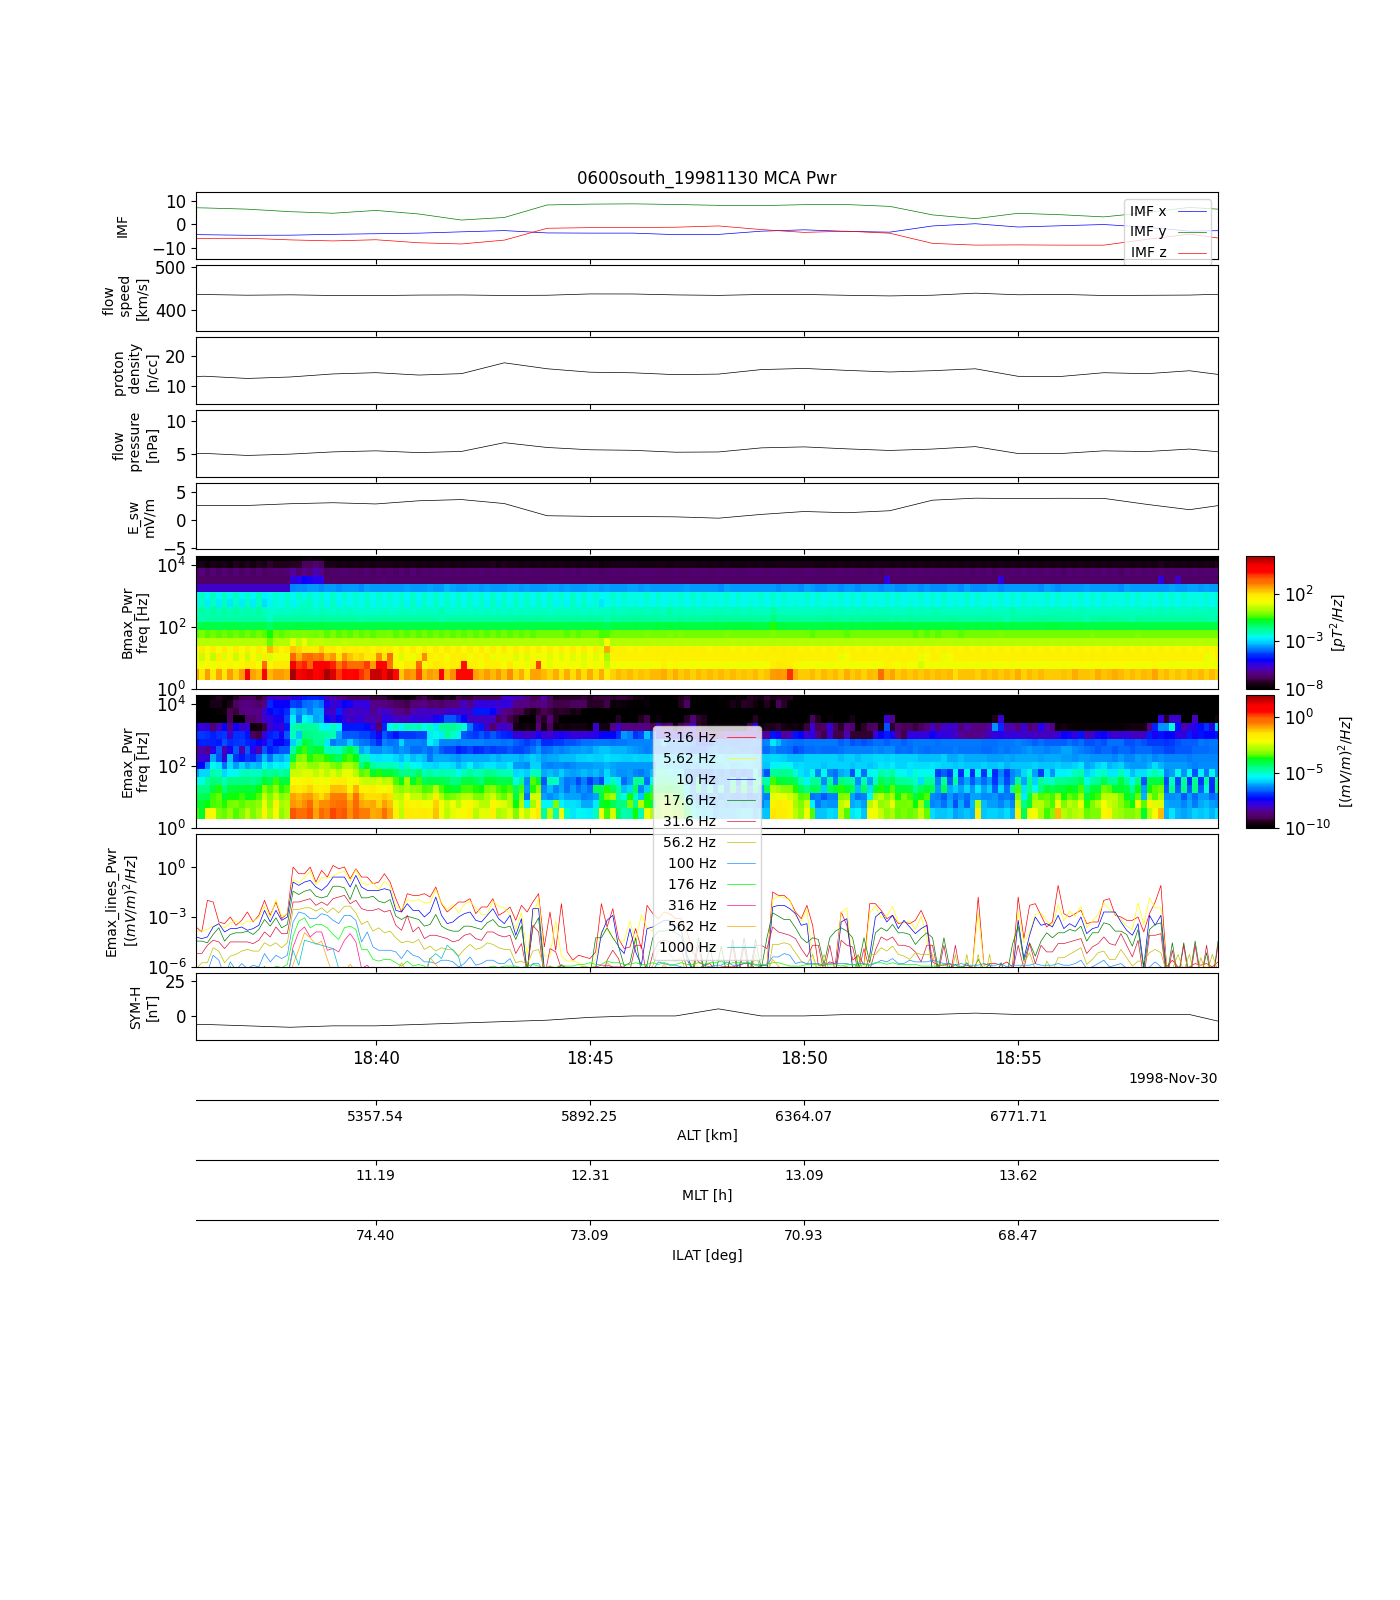 0600south_19981130 MCA Pwr
10
0
−10
IMF
IMF x
IMF y
IMF z
500
400
flow
speed
[km/s]
20
10
proton
density
[n/cc]
10
5
flow
pressure
[nPa]
5
0
−5
E_sw
mV/m
10^4
10^2
10^0
Bmax_Pwr
freq [Hz]
10^2
10^−3
10^−8
[pT^2/Hz]
10^4
10^2
10^0
Emax_Pwr
freq [Hz]
10^0
10^−5
10^−10
[(mV/m)^2/Hz]
3.16 Hz
5.62 Hz
10 Hz
17.6 Hz
31.6 Hz
56.2 Hz
100 Hz
176 Hz
316 Hz
562 Hz
1000 Hz
10^0
10^−3
10^−6
Emax_lines_Pwr
[(mV/m)^2/Hz]
25
0
SYM-H
[nT]
18:40 18:45 18:50 18:55
1998-Nov-30
5357.54 5892.25 6364.07 6771.71
ALT [km]
11.19 12.31 13.09 13.62
MLT [h]
74.40 73.09 70.93 68.47
ILAT [deg]